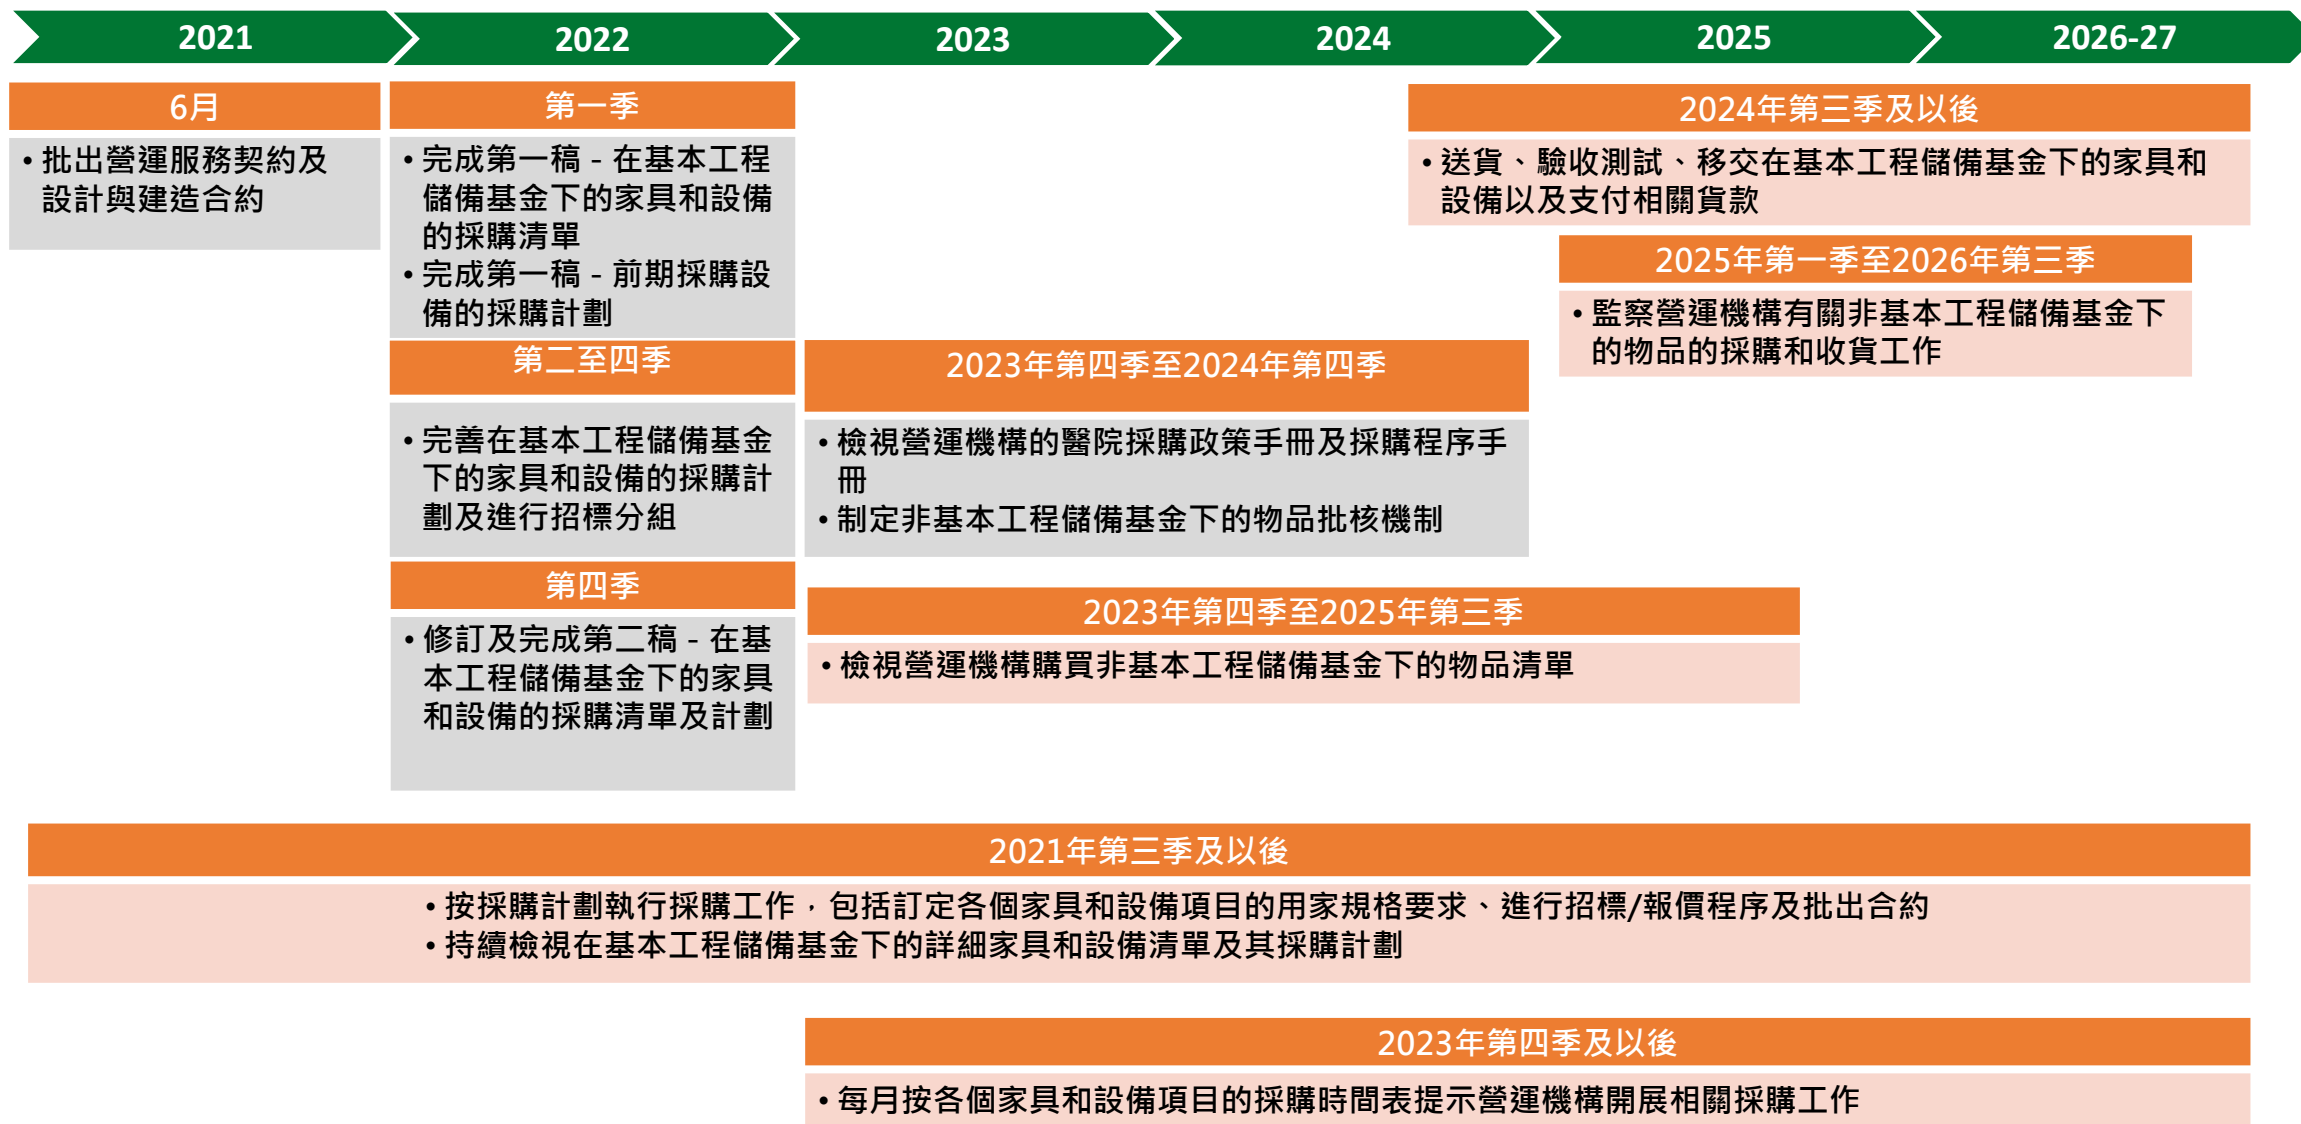 2021
2022
2023
2024
2025
2026-27
6月
• 批出營運服務契約及
設計與建造合約
第一季
• 完成第一稿 - 在基本工程
儲備基金下的家具和設備
的採購清單
• 完成第一稿 - 前期採購設
備的採購計劃
第二至四季
• 完善在基本工程儲備基金
下的家具和設備的採購計
劃及進行招標分組
第四季
• 修訂及完成第二稿 - 在基
本工程儲備基金下的家具
和設備的採購清單及計劃
2024年第三季及以後
• 送貨、驗收測試、移交在基本工程儲備基金下的家具和
設備以及支付相關貨款
2025年第一季至2026年第三季
• 監察營運機構有關非基本工程儲備基金下
的物品的採購和收貨工作
2023年第四季至2024年第四季
• 檢視營運機構的醫院採購政策手冊及採購程序手
冊
• 制定非基本工程儲備基金下的物品批核機制
2023年第四季至2025年第三季
• 檢視營運機構購買非基本工程儲備基金下的物品清單
2021年第三季及以後
• 按採購計劃執行採購工作，包括訂定各個家具和設備項目的用家規格要求、進行招標/報價程序及批出合約
• 持續檢視在基本工程儲備基金下的詳細家具和設備清單及其採購計劃
2023年第四季及以後
• 每月按各個家具和設備項目的採購時間表提示營運機構開展相關採購工作